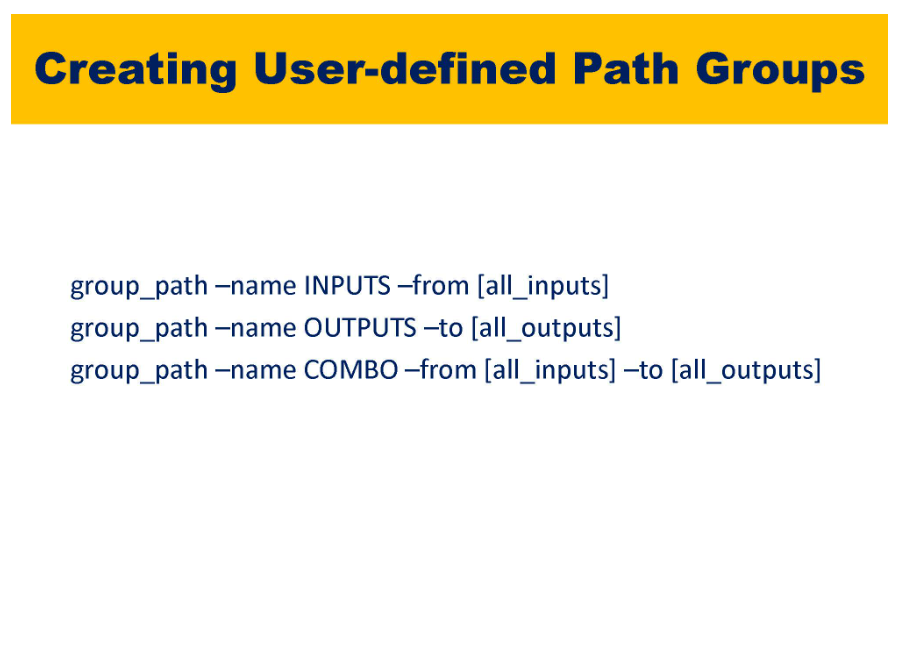 Creating User-defined Path Groups
group_path –name INPUTS –from [all_inputs]
group_path –name OUTPUTS –to [all_outputs]
group_path –name COMBO –from [all_inputs] –to [all_outputs]